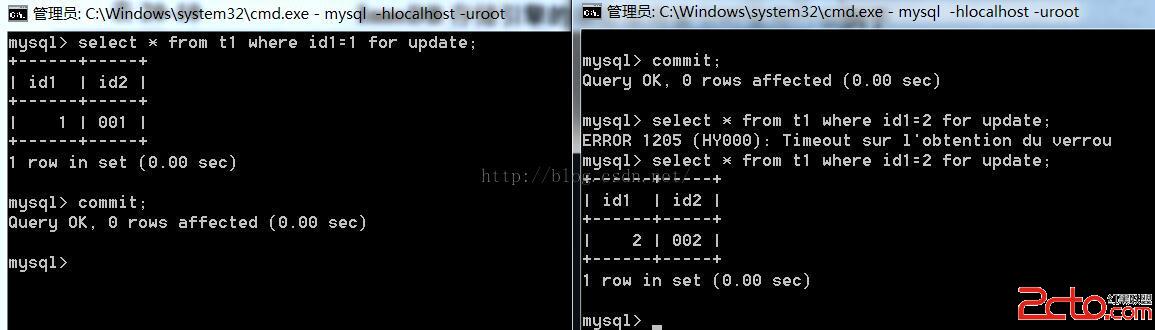 管理员: C:\Windows\system32\cmd.exe - mysql -hlocalhost -uroot
mysql> select * from t1 where id1=1 for update;
+------+-----+
| id1  | id2 |
+------+-----+
|    1 | 001 |
+------+-----+
1 row in set (0.00 sec)
mysql> commit;
Query OK, 0 rows affected (0.00 sec)
mysql>
管理员: C:\Windows\system32\cmd.exe - mysql -hlocalhost -uroot
mysql> commit;
Query OK, 0 rows affected (0.00 sec)
mysql> select * from t1 where id1=2 for update;
ERROR 1205 (HY000): Timeout sur l'obtention du verrou
mysql> select * from t1 where id1=2 for update;
+------+-----+
| id1  | id2 |
+------+-----+
|    2 | 002 |
+------+-----+
1 row in set (0.00 sec)
mysql>
http://blog.csdn.net/
2cto.com